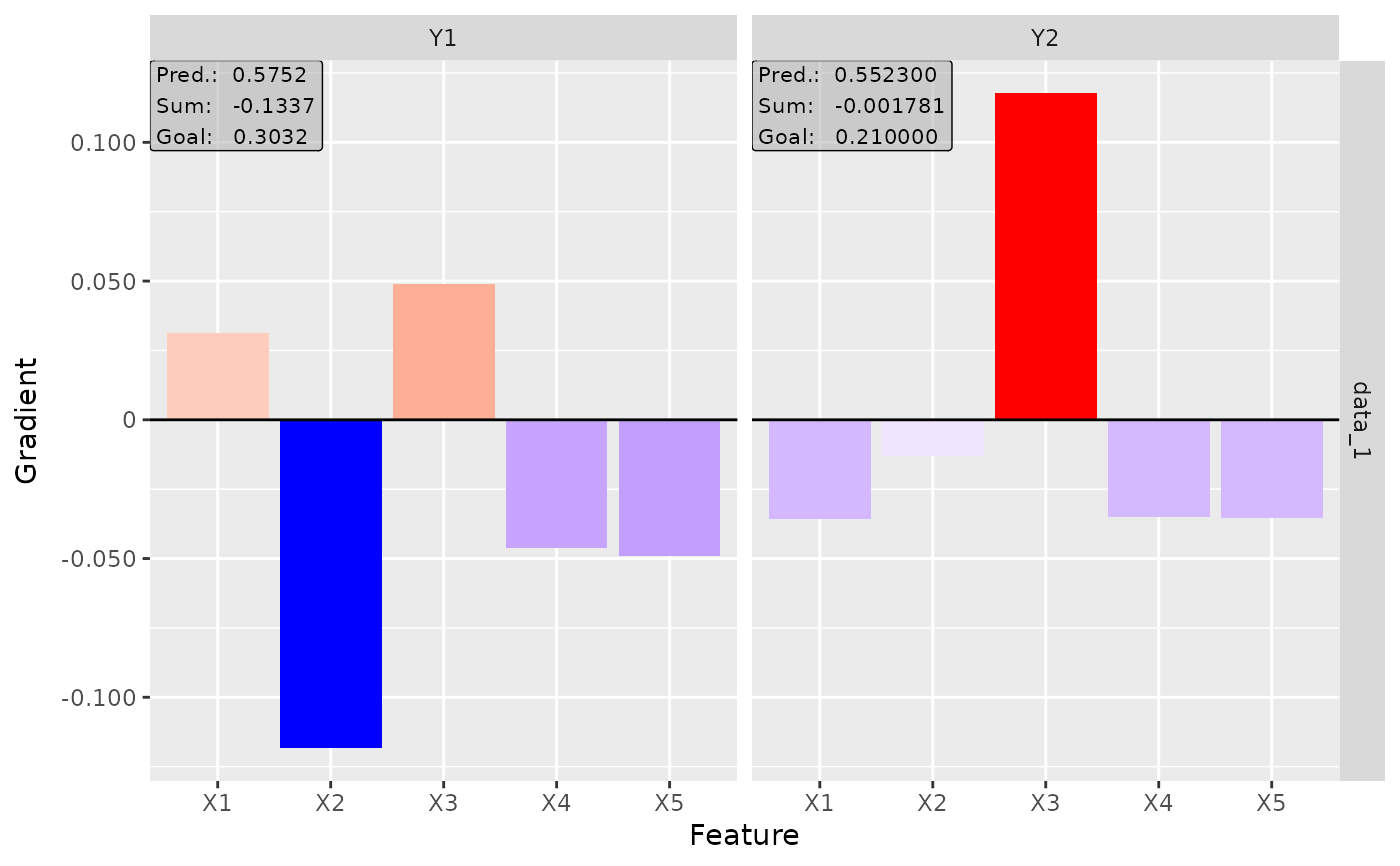 Y1
Y2
Pred.: 0.5752
Sum: -0.1337
Goal: 0.3032
Pred.: 0.552300
Sum: -0.001781
Goal: 0.210000
0.100
0.050
0
-0.050
-0.100
Gradient
data_1
X1 X2 X3 X4 X5
X1 X2 X3 X4 X5
Feature